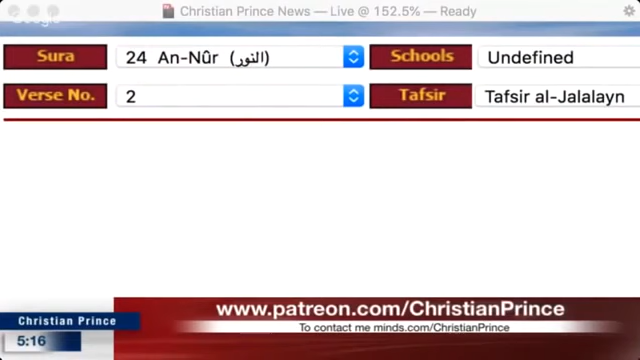 Christian Prince News — Live @ 152.5% — Ready
Google
Sura 24 An-Nûr (النور) Schools Undefined
Verse No. 2 Tafsir Tafsir al-Jalalayn
www.patreon.com/ChristianPrince
Christian Prince
To contact me minds.com/ChristianPrince
5:16